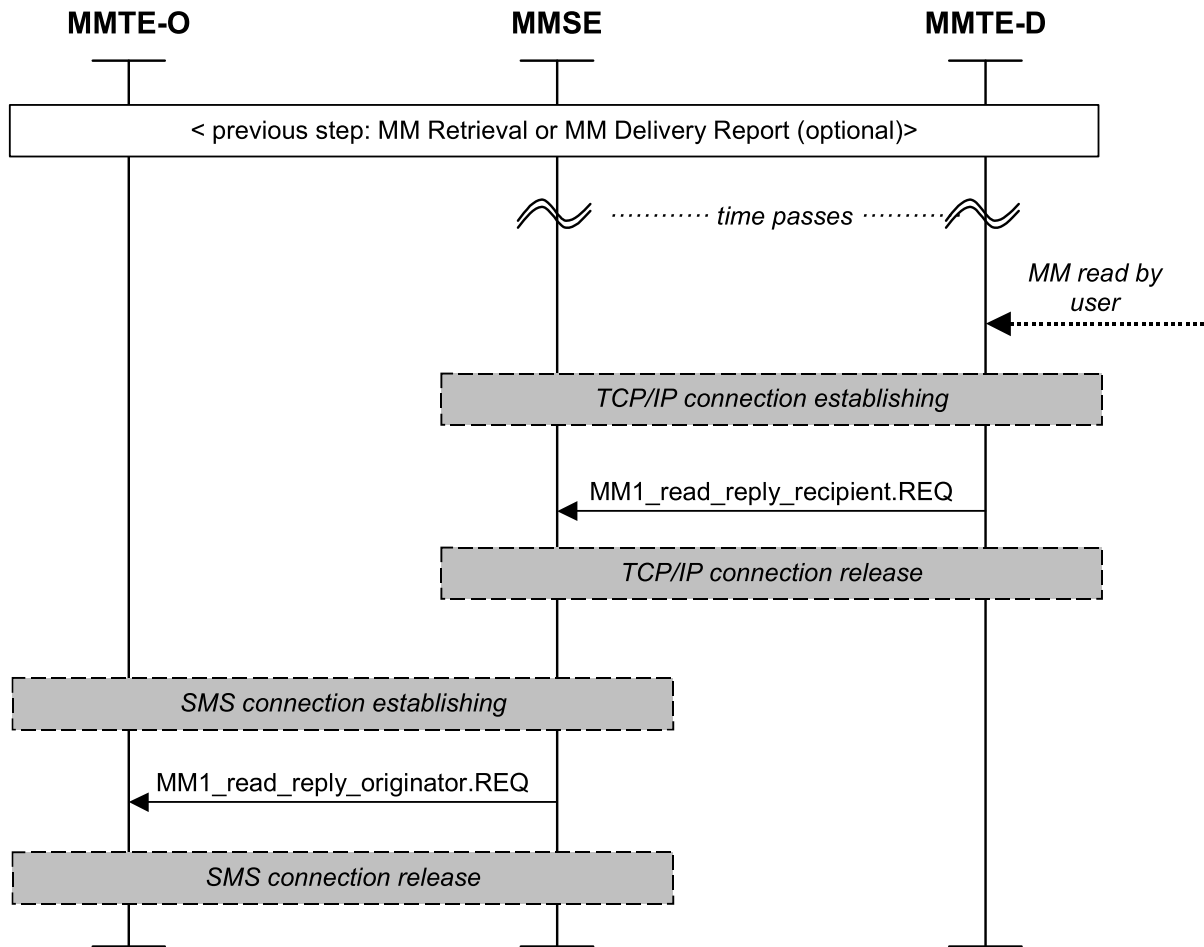 MMTE-O
MMSE
MMTE-D
< previous step: MM Retrieval or MM Delivery Report (optional)>
time passes
MM read by
user
TCP/IP connection establishing
MM1_read_reply_recipient.REQ
TCP/IP connection release
SMS connection establishing
MM1_read_reply_originator.REQ
SMS connection release